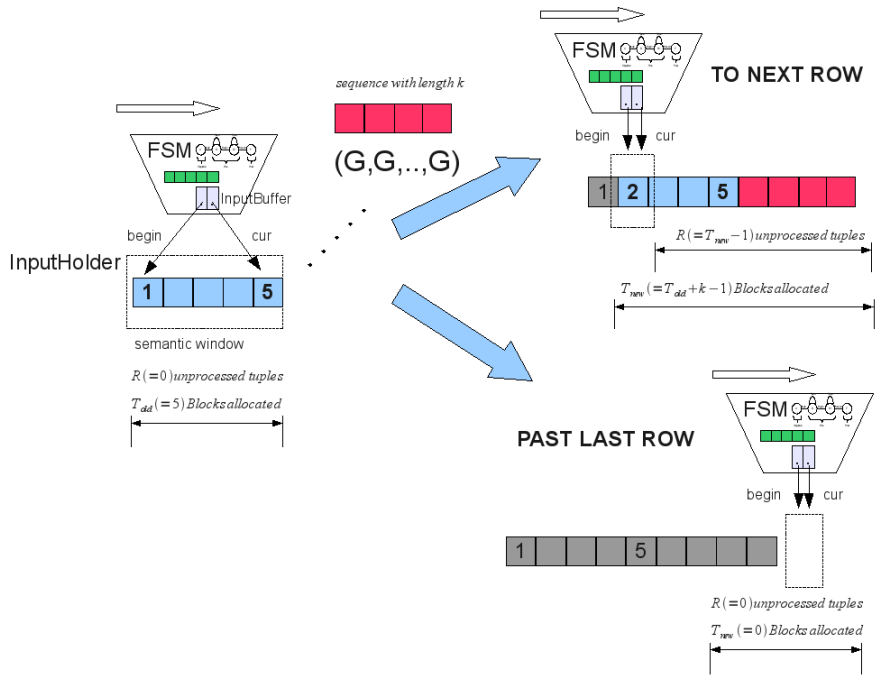 FSM
InputBuffer
begin
cur
InputHolder
1
5
semantic window
R(=0)unprocessed tuples
T_old(=5)Blocks allocated
sequence with length k
(G,G,..,G)
FSM
TO NEXT ROW
begin
cur
1 2 5
R(=T_new−1)unprocessed tuples
T_new(=T_old+k−1)Blocks allocated
FSM
PAST LAST ROW
begin
cur
1 5
R(=0)unprocessed tuples
T_new(=0)Blocks allocated